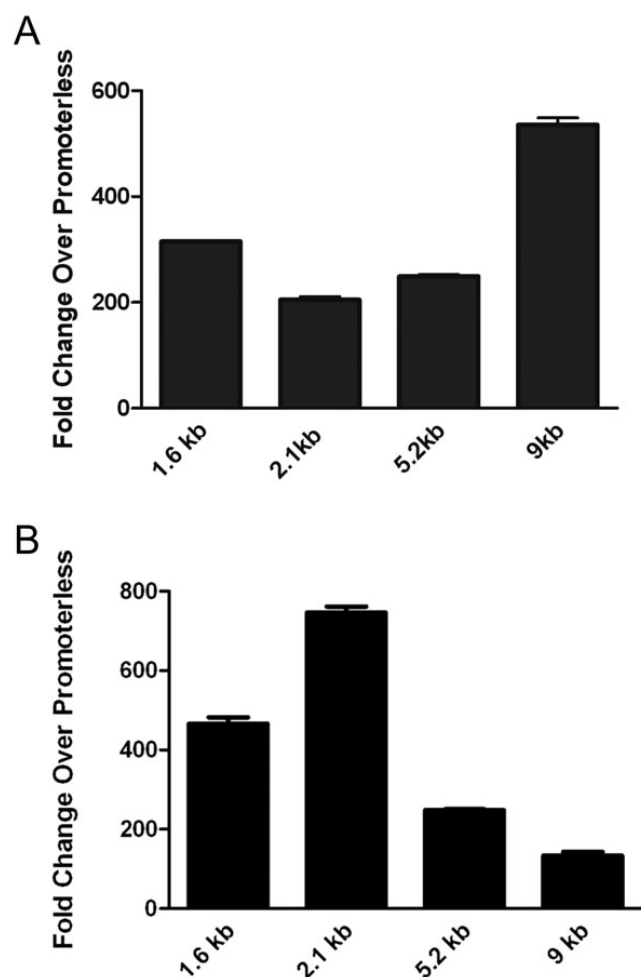 A
Fold Change Over Promoterless
600
400
200
0
1.6 kb
2.1kb
5.2kb
9kb
B
Fold Change Over Promoterless
800
600
400
200
0
1.6 kb
2.1 kb
5.2 kb
9 kb